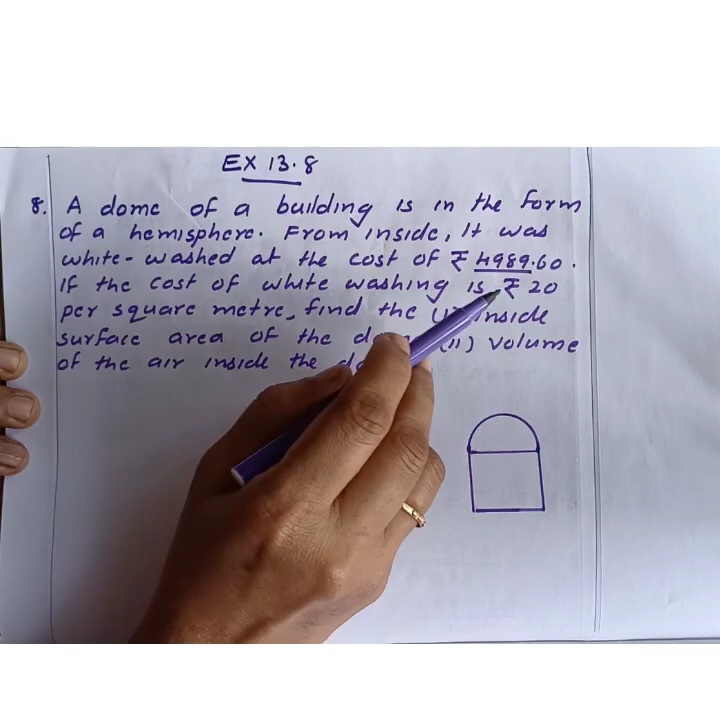 EX 13.8
8. A dome of a building is in the form
of a hemisphere. From inside, it was
white-washed at the cost of ₹ 4989.60.
If the cost of white washing is ₹ 20
per square metre, find the inside
surface area of the (ii) volume
of the air inside the